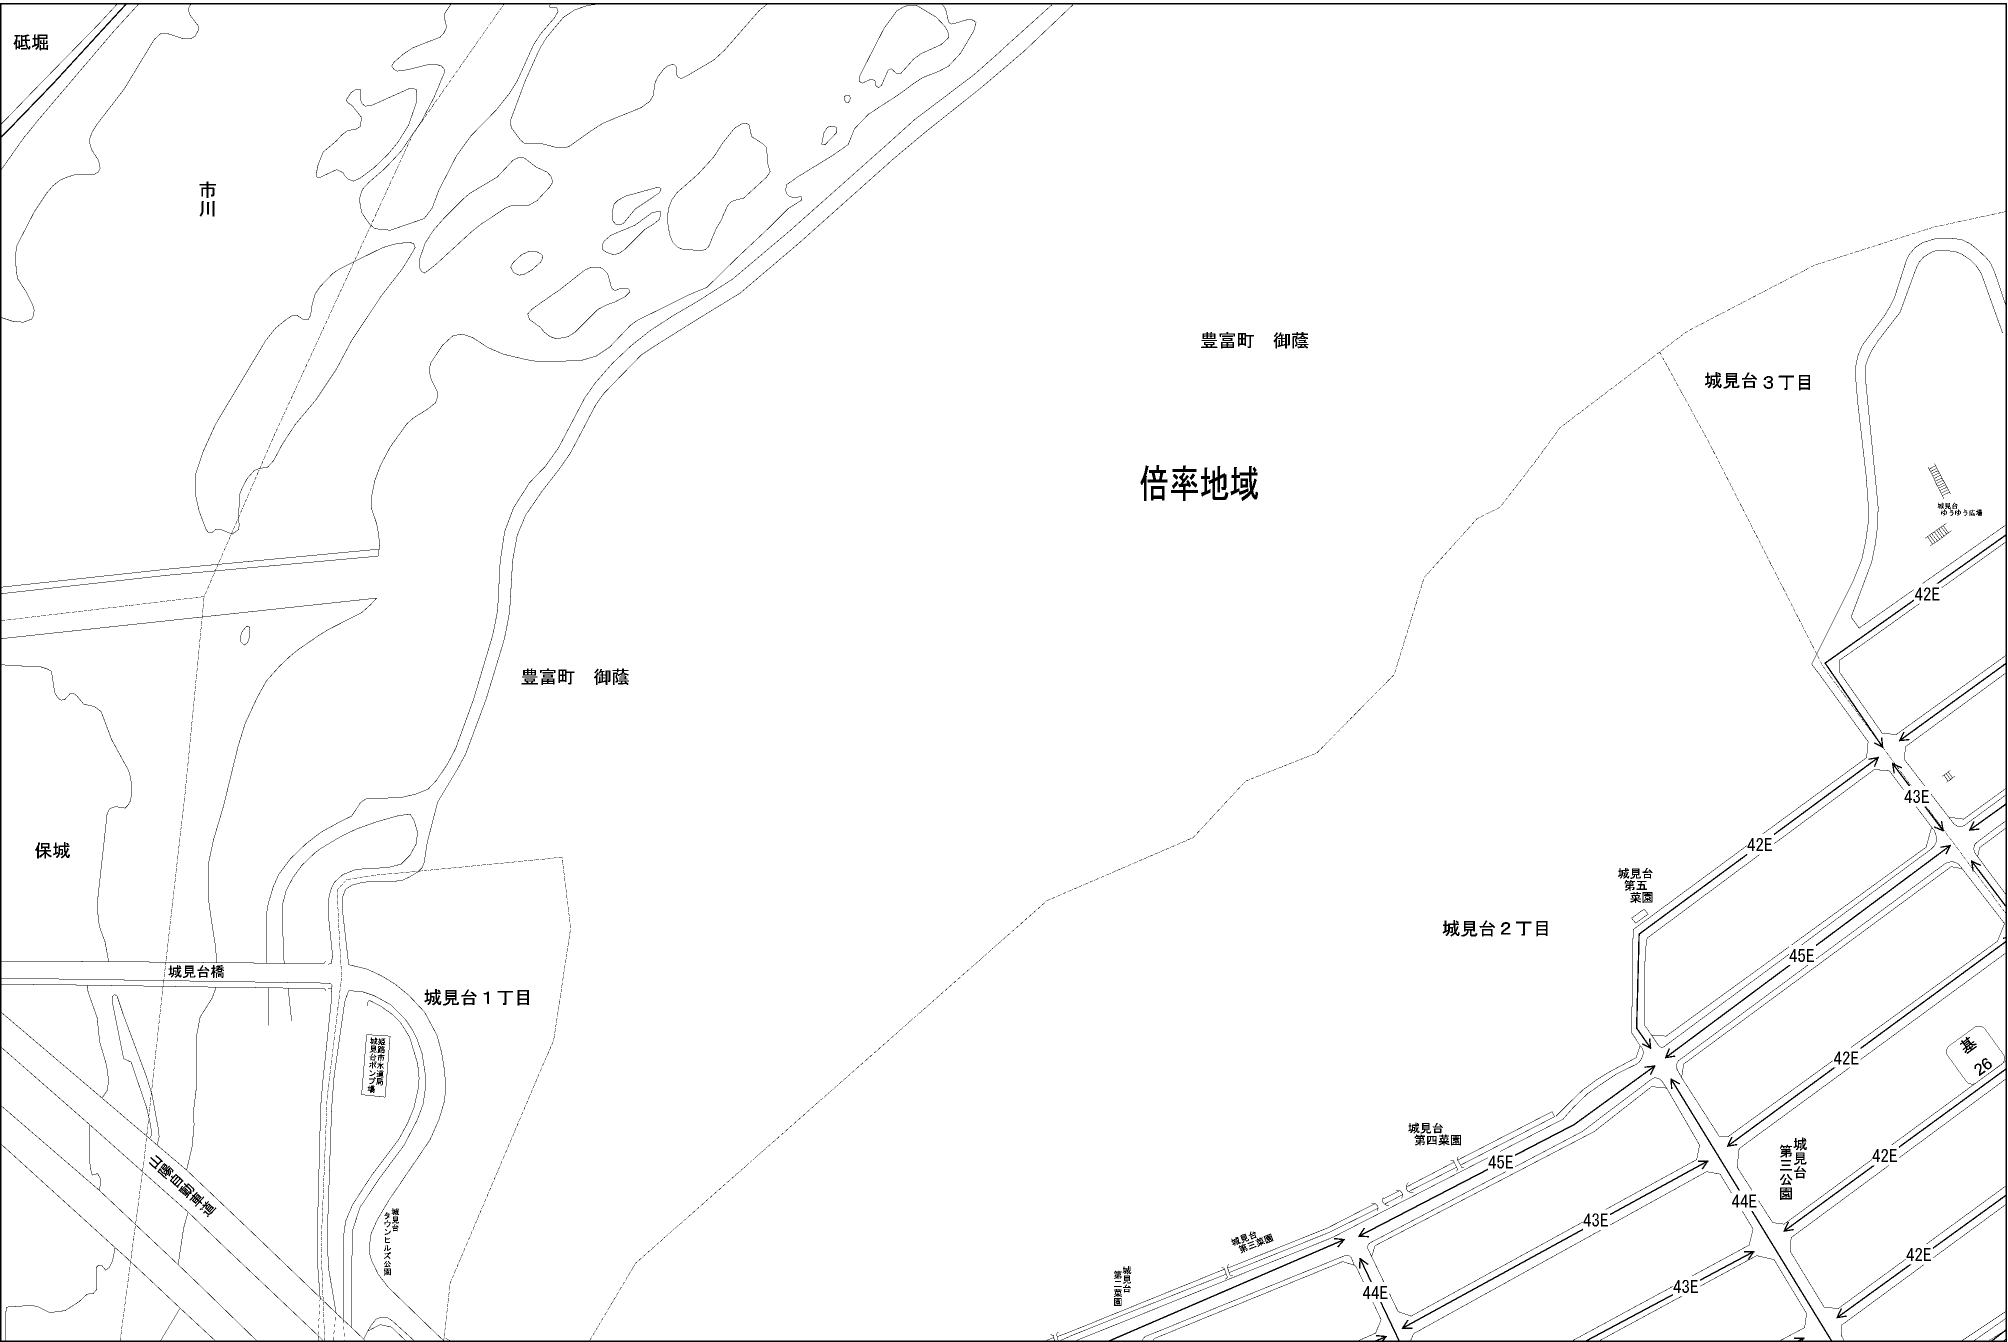 砥堀
市川
豊富町　御蔭
城見台３丁目
倍率地域
城見台
ゆうゆう広場
42E
豊富町　御蔭
43E
42E
保城
城見台
第五
菜園
城見台２丁目
45E
城見台橋
城見台１丁目
姫路市水道局
城見台ポンプ場
42E
基
26
城見台
第四菜園
45E
城見台
第三公園
42E
山陽自動車道
44E
43E
城見台
タウンヒルズ公園
城見台
第三菜園
42E
城見台
第二菜園
44E
43E